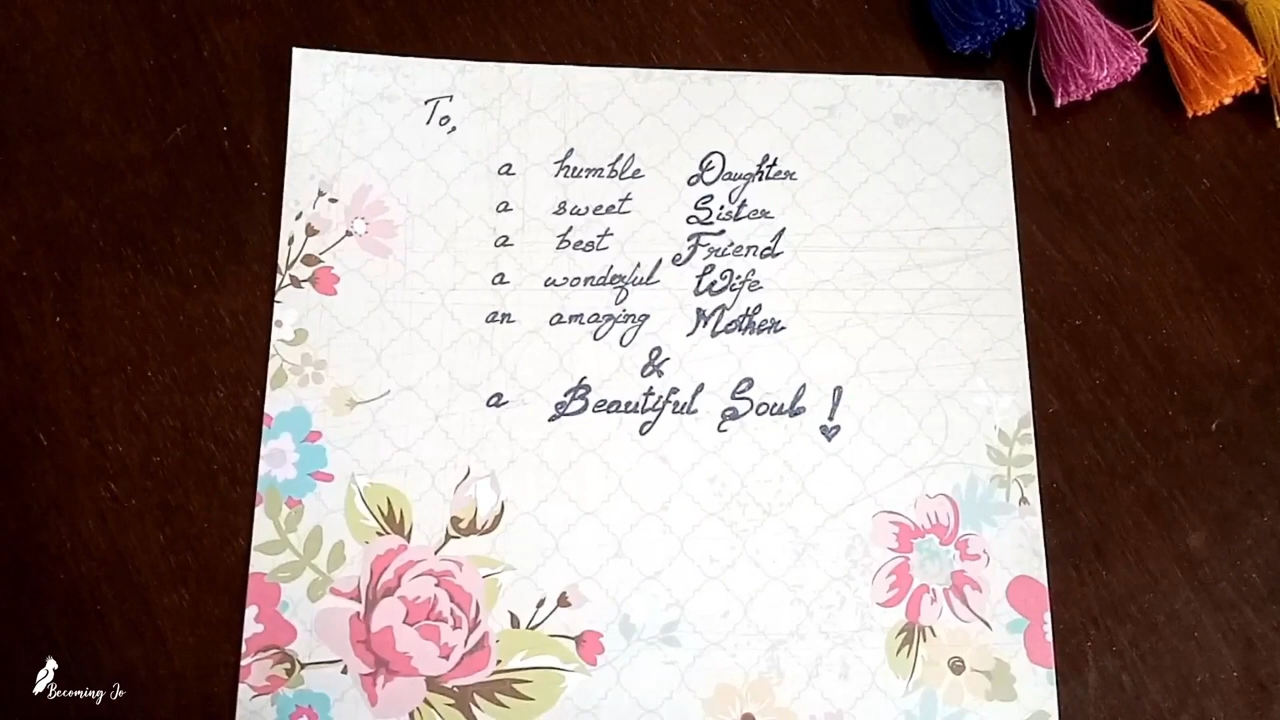 To,
a humble Daughter
a sweet Sister
a best Friend
a wonderful Wife
an amazing Mother
&
a Beautiful Soul!
Becoming Jo